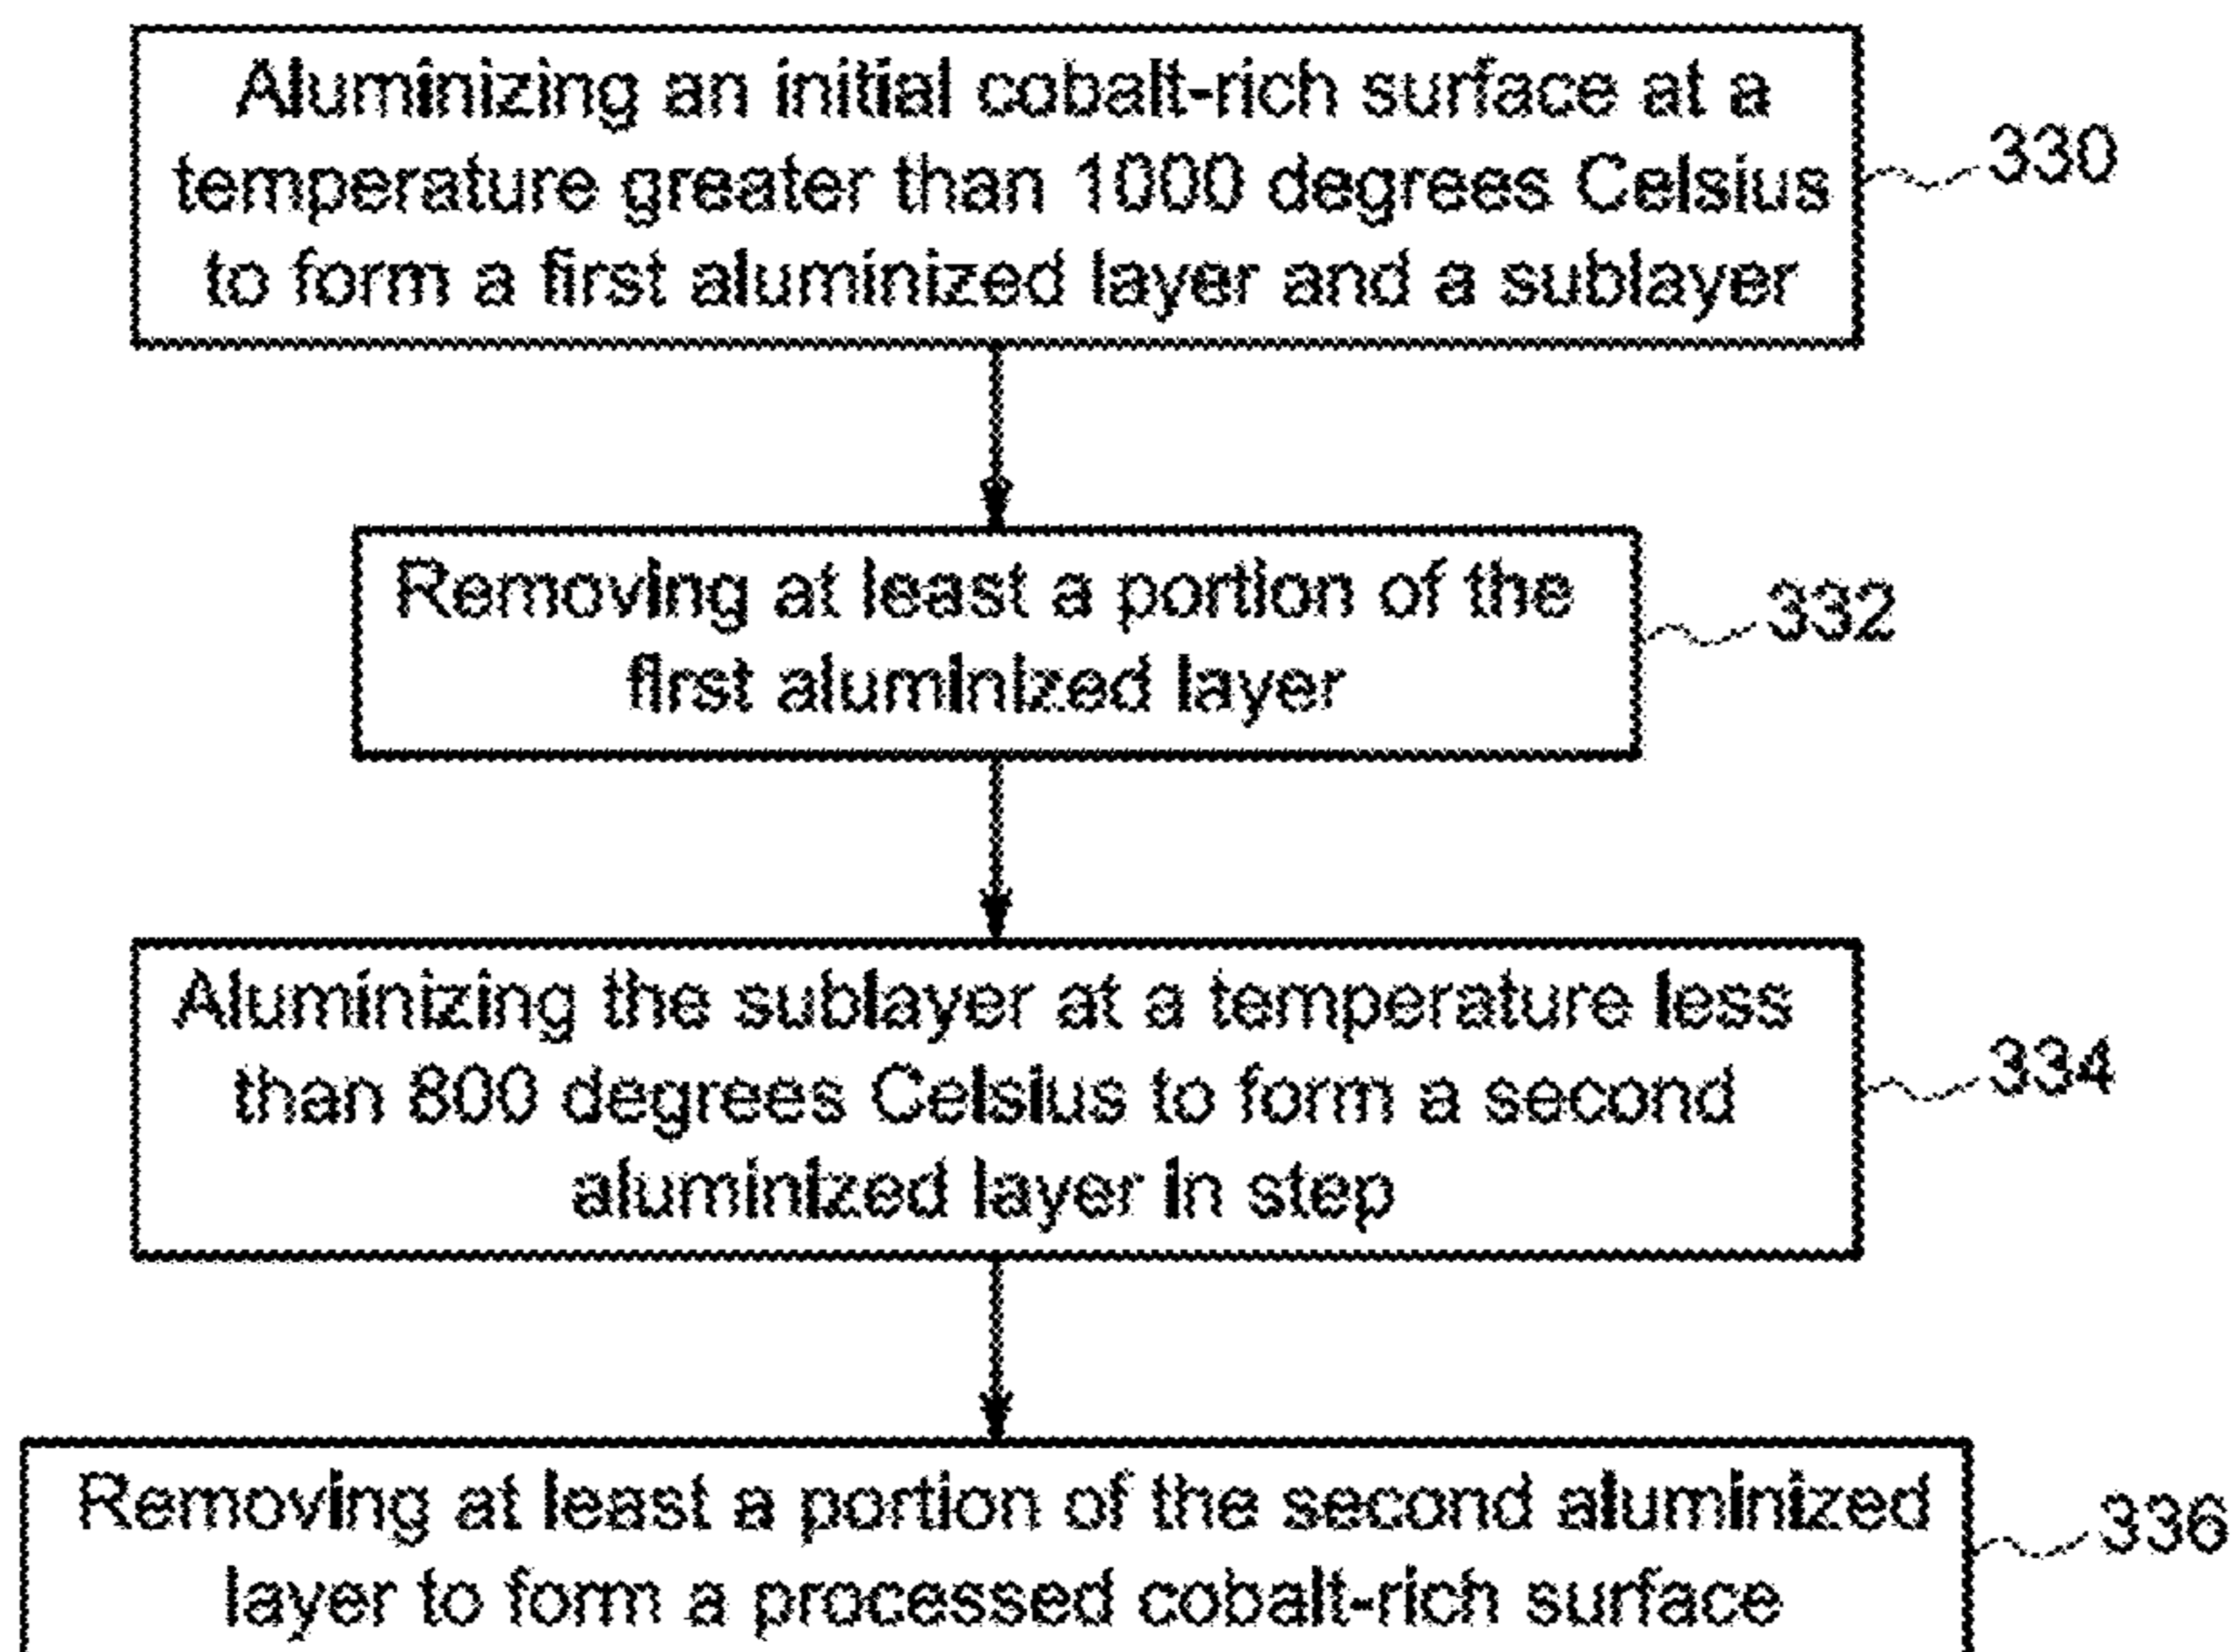 Aluminizing an initial cobalt-rich surface at a
temperature greater than 1000 degrees Celsius
to form a first aluminized layer and a sublayer
330
Removing at least a portion of the
first aluminized layer
332
Aluminizing the sublayer at a temperature less
than 800 degrees Celsius to form a second
aluminized layer in step
334
Removing at least a portion of the second aluminized
layer to form a processed cobalt-rich surface
336